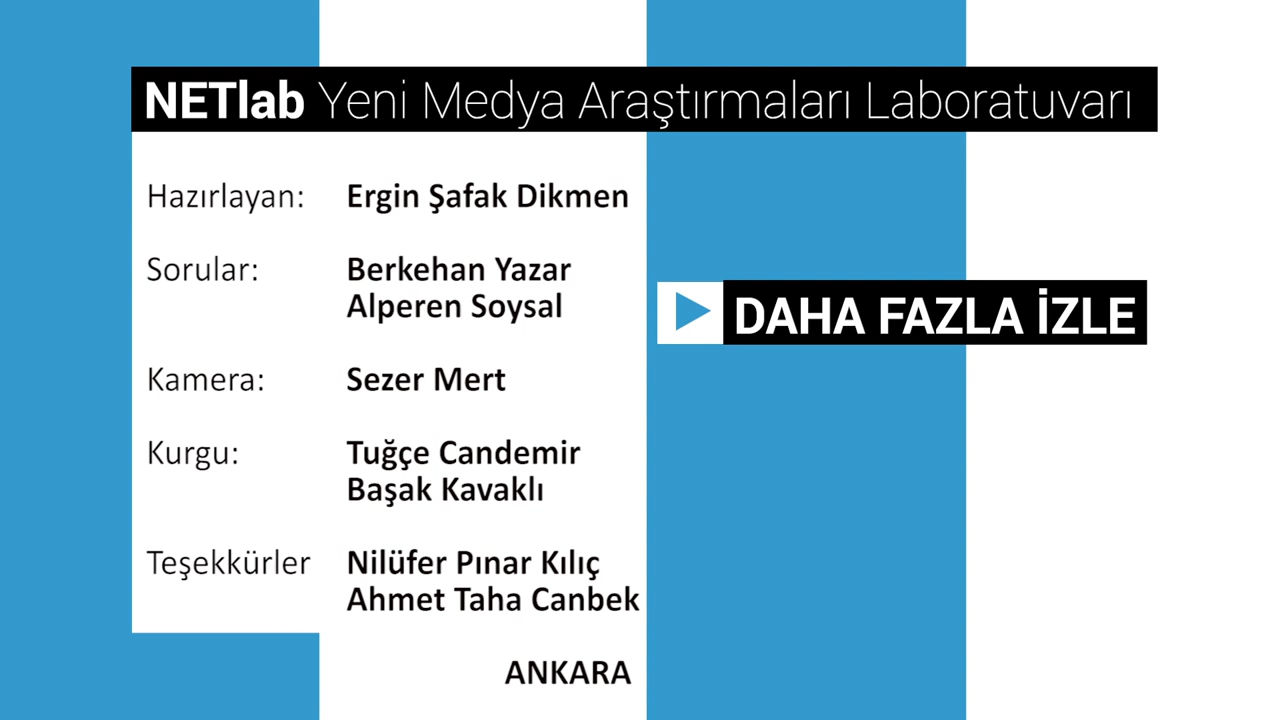 NETlab Yeni Medya Araştırmaları Laboratuvarı
Hazırlayan: Ergin Şafak Dikmen
Sorular: Berkehan Yazar
Alperen Soysal
DAHA FAZLA İZLE
Kamera: Sezer Mert
Kurgu: Tuğçe Candemir
Başak Kavaklı
Teşekkürler Nilüfer Pınar Kılıç
Ahmet Taha Canbek
ANKARA